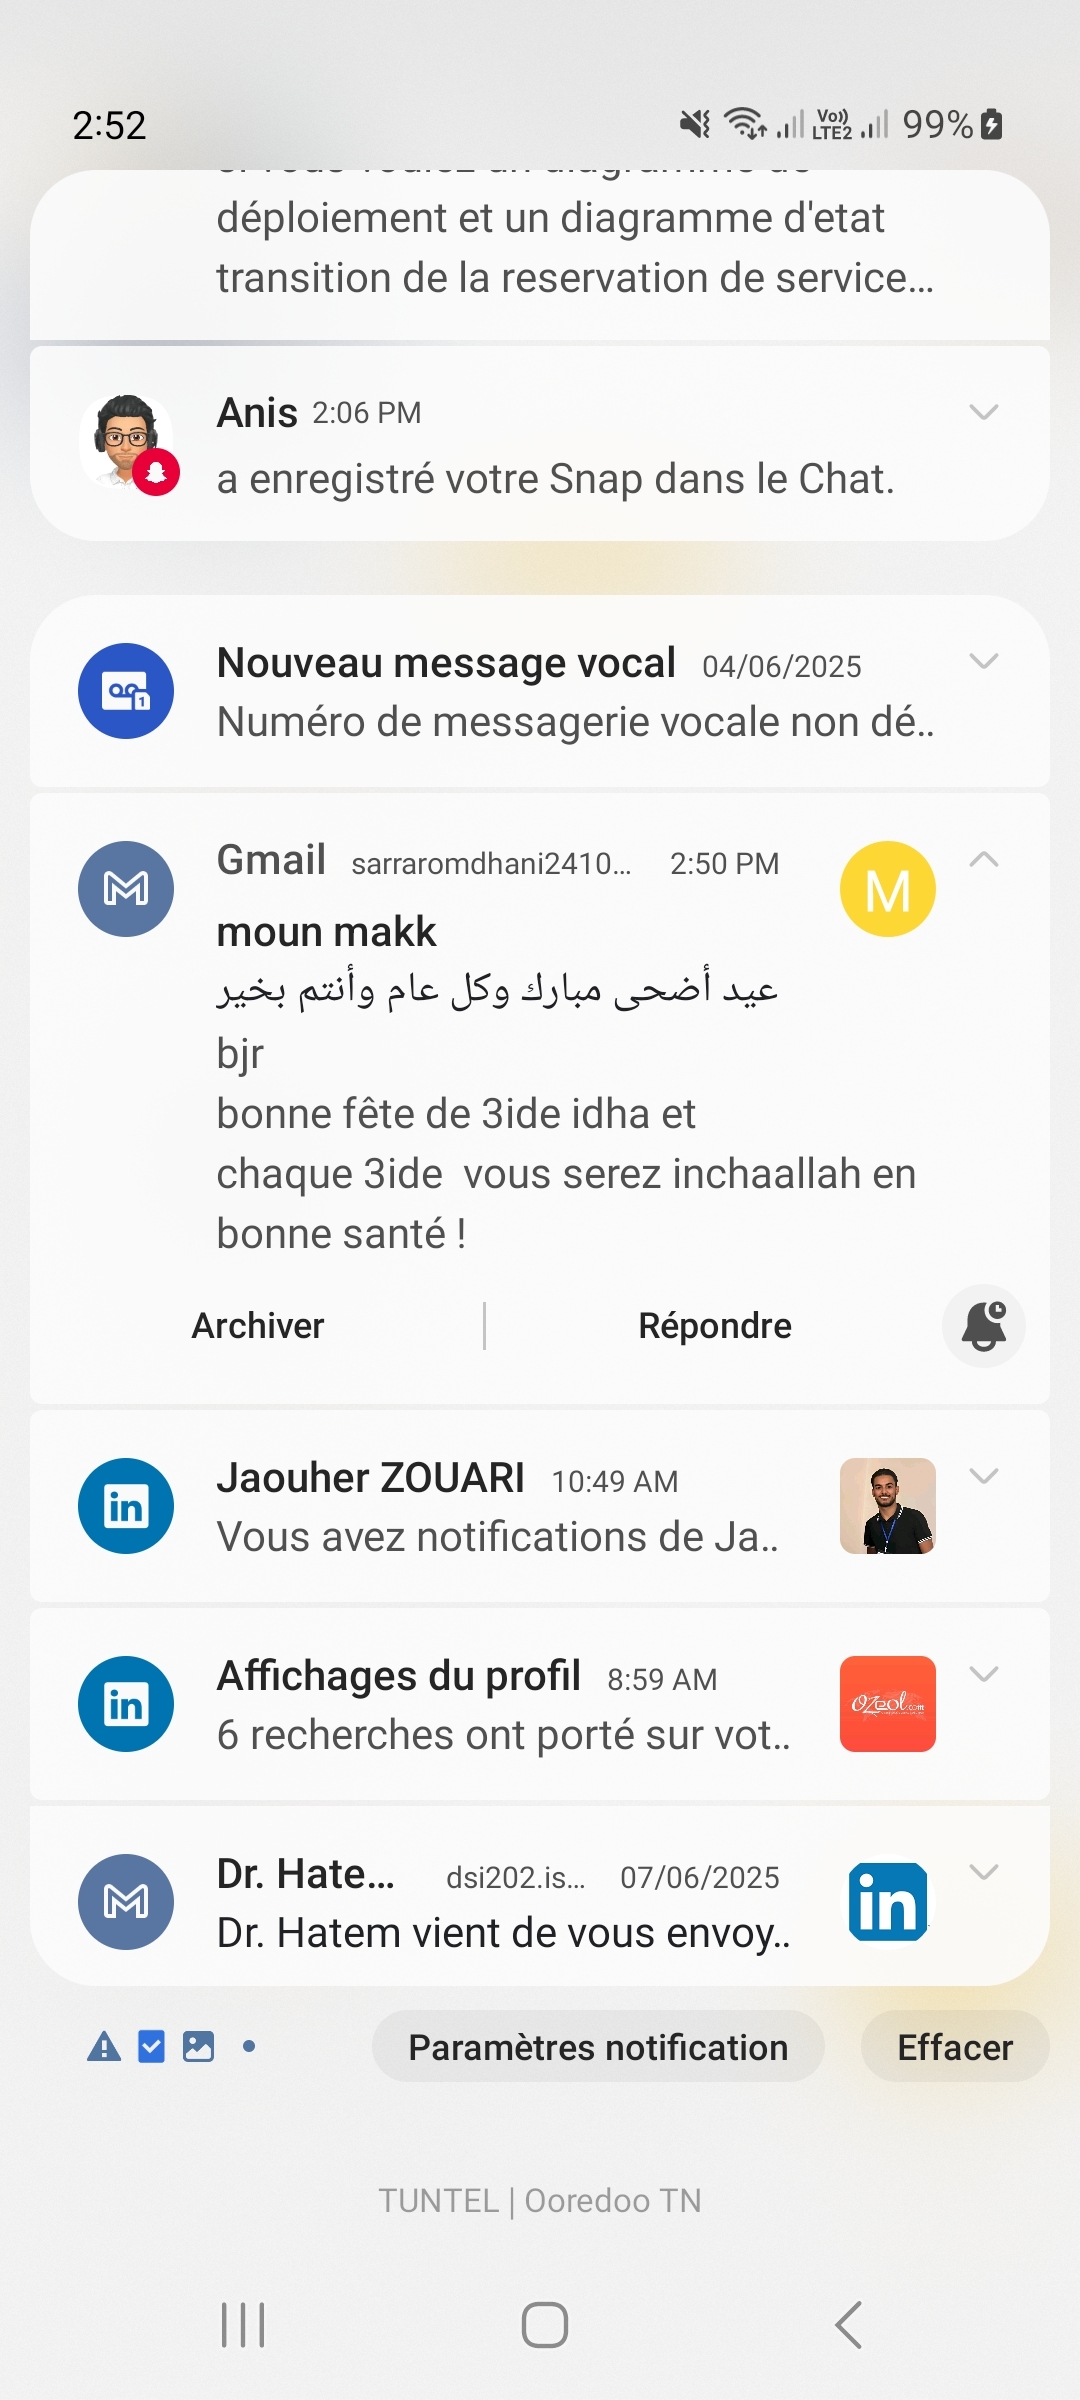 2:52
Vo))
LTE2
99%
déploiement et un diagramme d'etat
transition de la reservation de service...
Anis 2:06 PM
a enregistré votre Snap dans le Chat.
Nouveau message vocal 04/06/2025
Numéro de messagerie vocale non dé..
Gmail sarraromdhani2410... 2:50 PM
M
moun makk
عيد أضحى مبارك وكل عام وأنتم بخير
bjr
bonne fête de 3ide idha et
chaque 3ide  vous serez inchaallah en
bonne santé !
Archiver
Répondre
in
Jaouher ZOUARI 10:49 AM
Vous avez notifications de Ja..
in
Affichages du profil 8:59 AM
6 recherches ont porté sur vot..
Ozeol.com
Dr. Hate... dsi202.is... 07/06/2025
Dr. Hatem vient de vous envoy..
in
Paramètres notification
Effacer
TUNTEL | Ooredoo TN